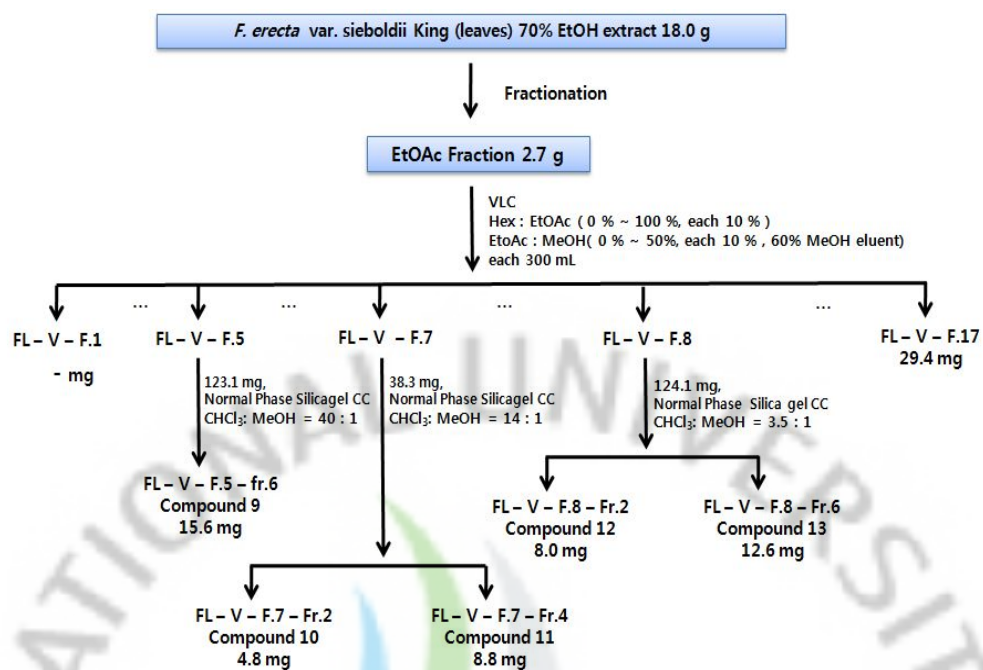 F. erecta var. sieboldii King (leaves) 70% EtOH extract 18.0 g
Fractionation
EtOAc Fraction 2.7 g
VLC
Hex : EtOAc ( 0 % ~ 100 %, each 10 % )
EtoAc : MeOH( 0 % ~ 50%, each 10 % , 60% MeOH eluent)
each 300 mL
... ... ... ...
FL – V – F.1
- mg
FL – V – F.5
FL – V – F.7
FL – V – F.8
FL – V – F.17
29.4 mg
123.1 mg,
Normal Phase Silicagel CC
CHCl₃: MeOH = 40 : 1
38.3 mg,
Normal Phase Silicagel CC
CHCl₃: MeOH = 14 : 1
124.1 mg,
Normal Phase Silica gel CC
CHCl₃: MeOH = 3.5 : 1
FL – V – F.5 – fr.6
Compound 9
15.6 mg
FL – V – F.8 – Fr.2
Compound 12
8.0 mg
FL – V – F.8 – Fr.6
Compound 13
12.6 mg
FL – V – F.7 – Fr.2
Compound 10
4.8 mg
FL – V – F.7 – Fr.4
Compound 11
8.8 mg
ATIONAL UNIVERSIT